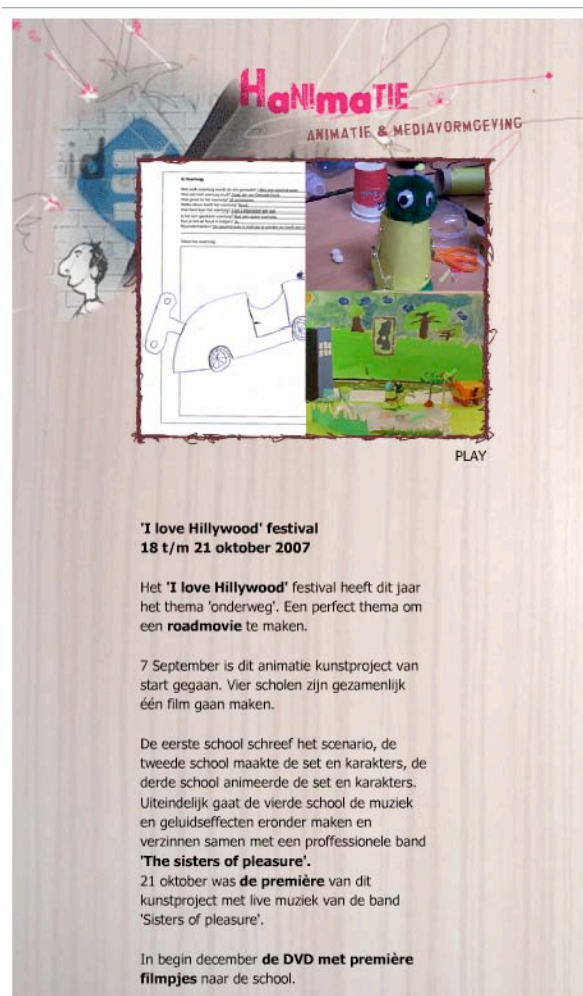 HaNImaTIE
ANIMATIE & MEDIAVORMGEVING
PLAY
'I love Hillywood' festival
18 t/m 21 oktober 2007
Het 'I love Hillywood' festival heeft dit jaar
het thema 'onderweg'. Een perfect thema om
een roadmovie te maken.
7 September is dit animatie kunstproject van
start gegaan. Vier scholen zijn gezamenlijk
één film gaan maken.
De eerste school schreef het scenario, de
tweede school maakte de set en karakters, de
derde school animeerde de set en karakters.
Uiteindelijk gaat de vierde school de muziek
en geluidseffecten eronder maken en
verzinnen samen met een proffessionele band
'The sisters of pleasure'.
21 oktober was de première van dit
kunstproject met live muziek van de band
'Sisters of pleasure'.
In begin december de DVD met première
filmpjes naar de school.